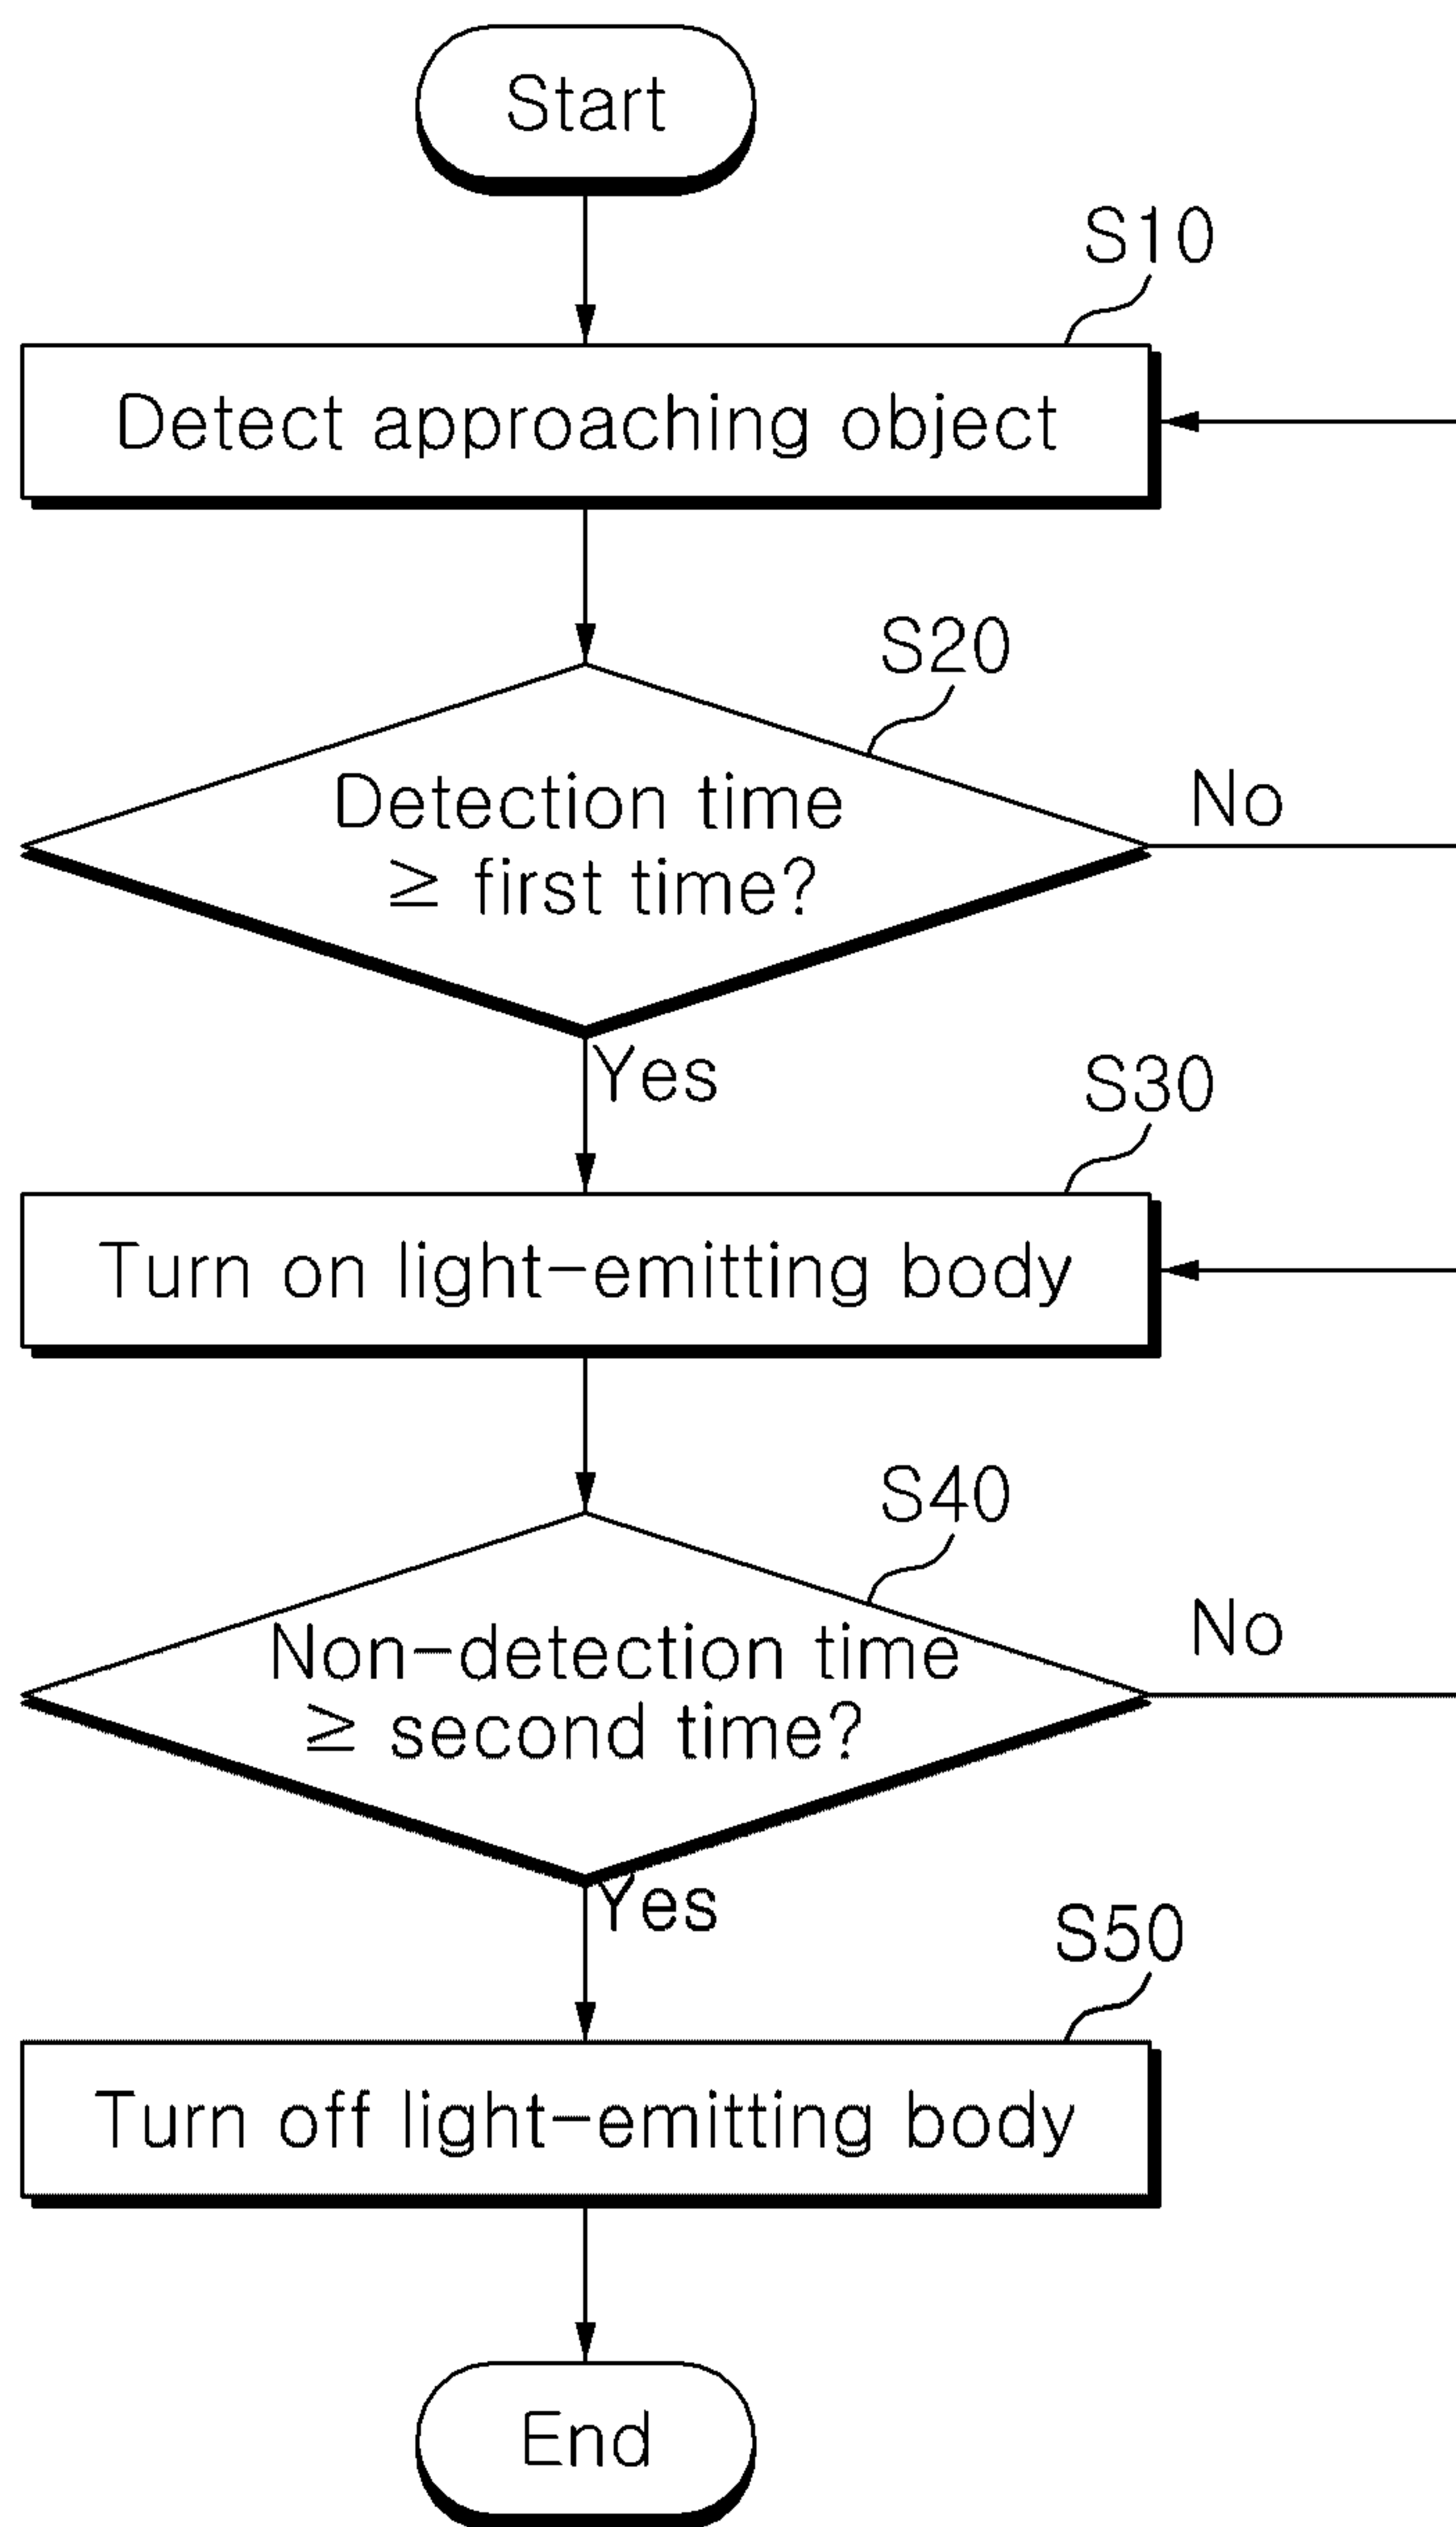 Start
S10
Detect approaching object
S20
Detection time
≥ first time?
No
Yes
S30
Turn on light-emitting body
S40
Non-detection time
≥ second time?
No
Yes
S50
Turn off light-emitting body
End